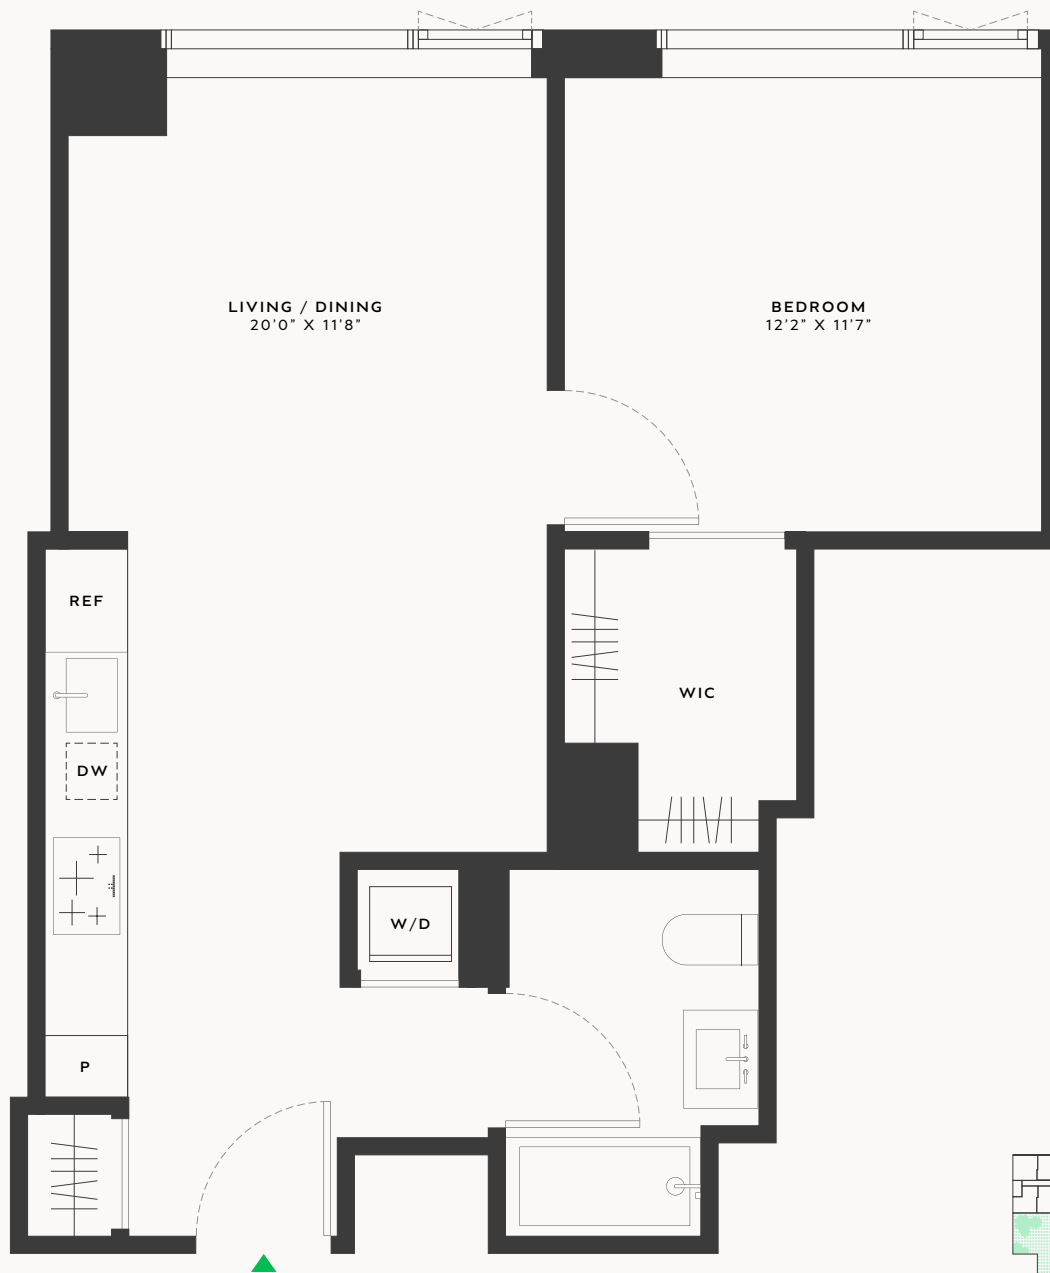 LIVING / DINING
20'0" X 11'8"
BEDROOM
12'2" X 11'7"
REF
WIC
DW
W/D
P